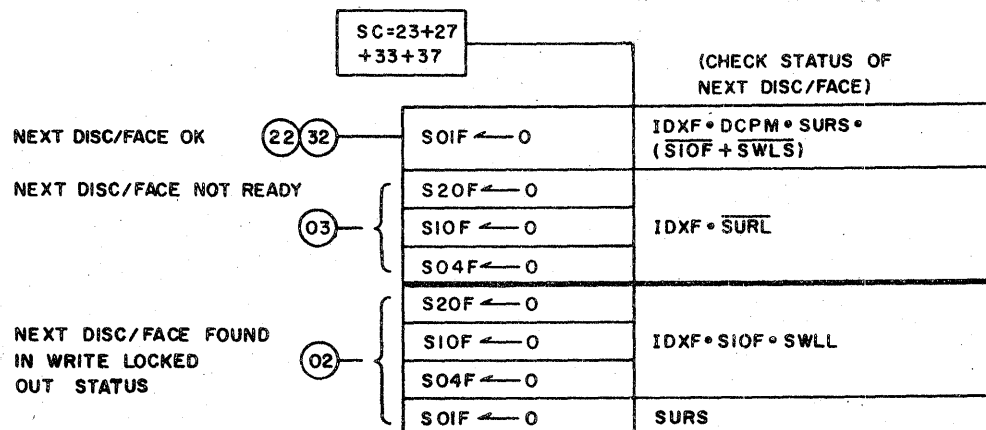 SC=23+27
+33+37
(CHECK STATUS OF
NEXT DISC/FACE)
NEXT DISC/FACE OK 22 32 S01F ← 0 IDXF • DCPM • SURS •
(S̅I̅O̅F̅ + S̅W̅L̅S̅)
NEXT DISC/FACE NOT READY S20F ← 0
03 S10F ← 0 IDXF • S̅U̅R̅L̅
S04F ← 0
S20F ← 0
NEXT DISC/FACE FOUND
IN WRITE LOCKED
OUT STATUS
02 S10F ← 0 IDXF • S10F • SWLL
S04F ← 0
S01F ← 0 SURS